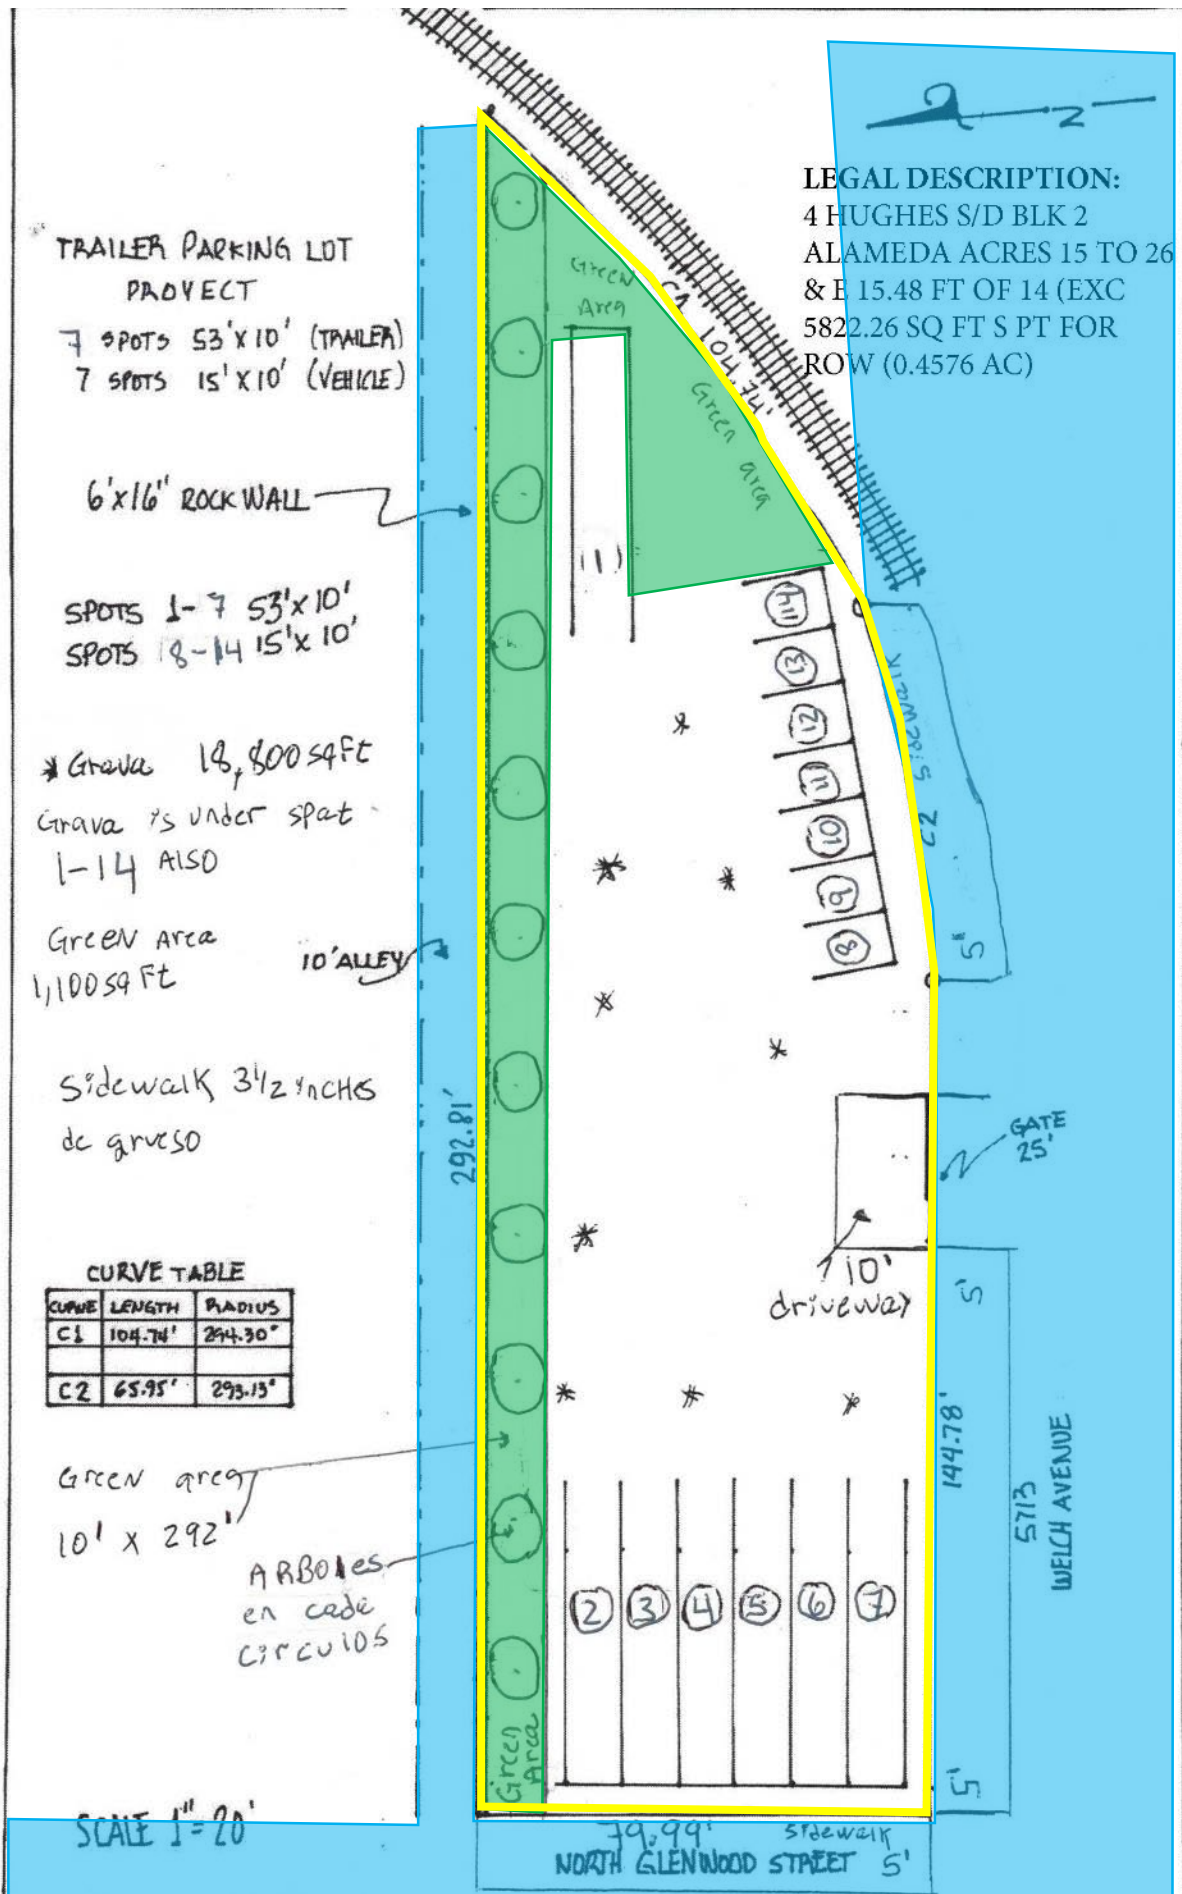 N
LEGAL DESCRIPTION:
4 HUGHES S/D BLK 2
ALAMEDA ACRES 15 TO 26
& E 15.48 FT OF 14 (EXC
5822.26 SQ FT S PT FOR
ROW (0.4576 AC)
TRAILER PARKING LOT
PROYECT
7 SPOTS 53'X10' (TRAILER)
7 SPOTS 15'X10' (VEHICLE)
6'x16" ROCK WALL
SPOTS 1-7 53'x10'
SPOTS 8-14 15'x10'
* Grava 18,800 sqFt
Grava is under spot
1-14 Also
Green Area
1,100 sq Ft
10' ALLEY
Sidewalk 3 1/2 inCHes
de grueso
292.81'
CURVE TABLE
CURVE LENGTH RADIUS
C1 104.74' 294.30'
C2 65.95' 293.13'
Green area
10' X 292'
ARBOles
en cada
CírculOS
SCALE 1"=20'
Green
Area
C1 104.74'
Green area
(1)
14
13
12
11
10
9
8
C2 Sidewalk
5'
GATE
25'
10'
driveway
5'
144.78'
5713
WELCH AVENUE
2 3 4 5 6 7
Green
Area
5'
79.99' sidewalk
NORTH GLENWOOD STREET 5'